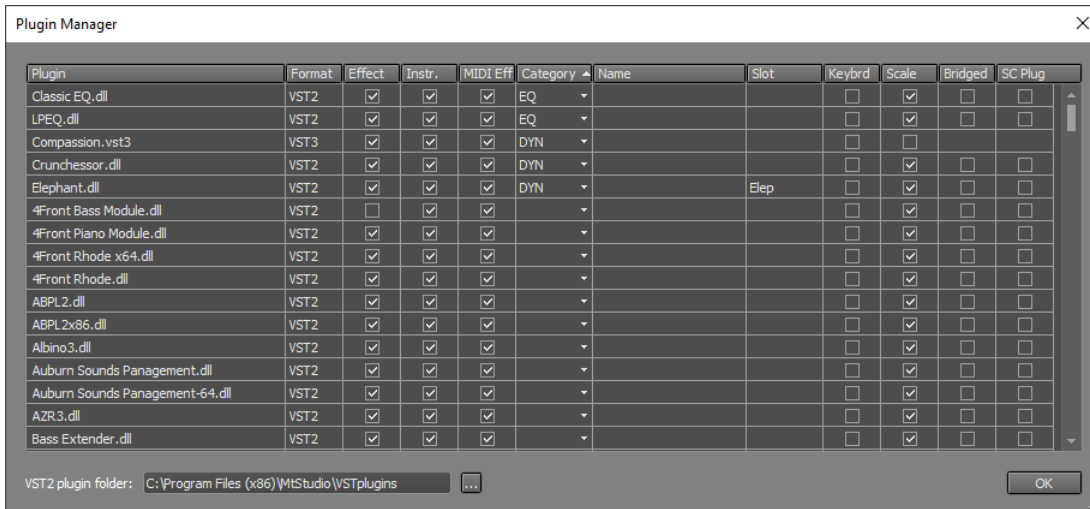 Plugin Manager
Plugin Format Effect Instr. MIDI Eff Category Name Slot Keybrd Scale Bridged SC Plug
Classic EQ.dll VST2 EQ
LPEQ.dll VST2 EQ
Compassion.vst3 VST3 DYN
Crunchessor.dll VST2 DYN
Elephant.dll VST2 DYN Elep
4Front Bass Module.dll VST2
4Front Piano Module.dll VST2
4Front Rhode x64.dll VST2
4Front Rhode.dll VST2
ABPL2.dll VST2
ABPL2x86.dll VST2
Albino3.dll VST2
Auburn Sounds Panagement.dll VST2
Auburn Sounds Panagement-64.dll VST2
AZR3.dll VST2
Bass Extender.dll VST2
VST2 plugin folder: C:\Program Files (x86)\MtStudio\VSTplugins ... OK